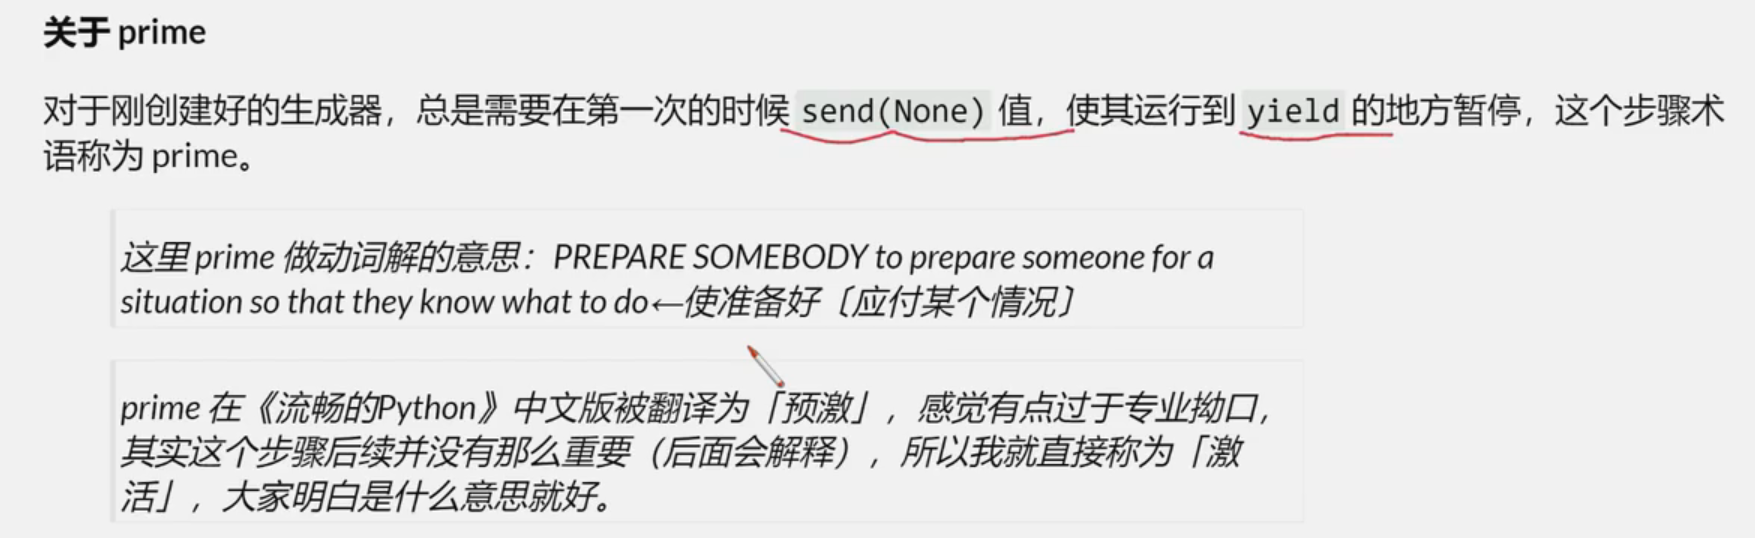 关于 prime
对于刚创建好的生成器，总是需要在第一次的时候 send(None) 值，使其运行到 yield 的地方暂停，这个步骤术
语称为 prime。
这里 prime 做动词解的意思：PREPARE SOMEBODY to prepare someone for a
situation so that they know what to do←使准备好〔应付某个情况〕
prime 在《流畅的Python》中文版被翻译为「预激」，感觉有点过于专业拗口，
其实这个步骤后续并没有那么重要（后面会解释），所以我就直接称为「激
活」，大家明白是什么意思就好。